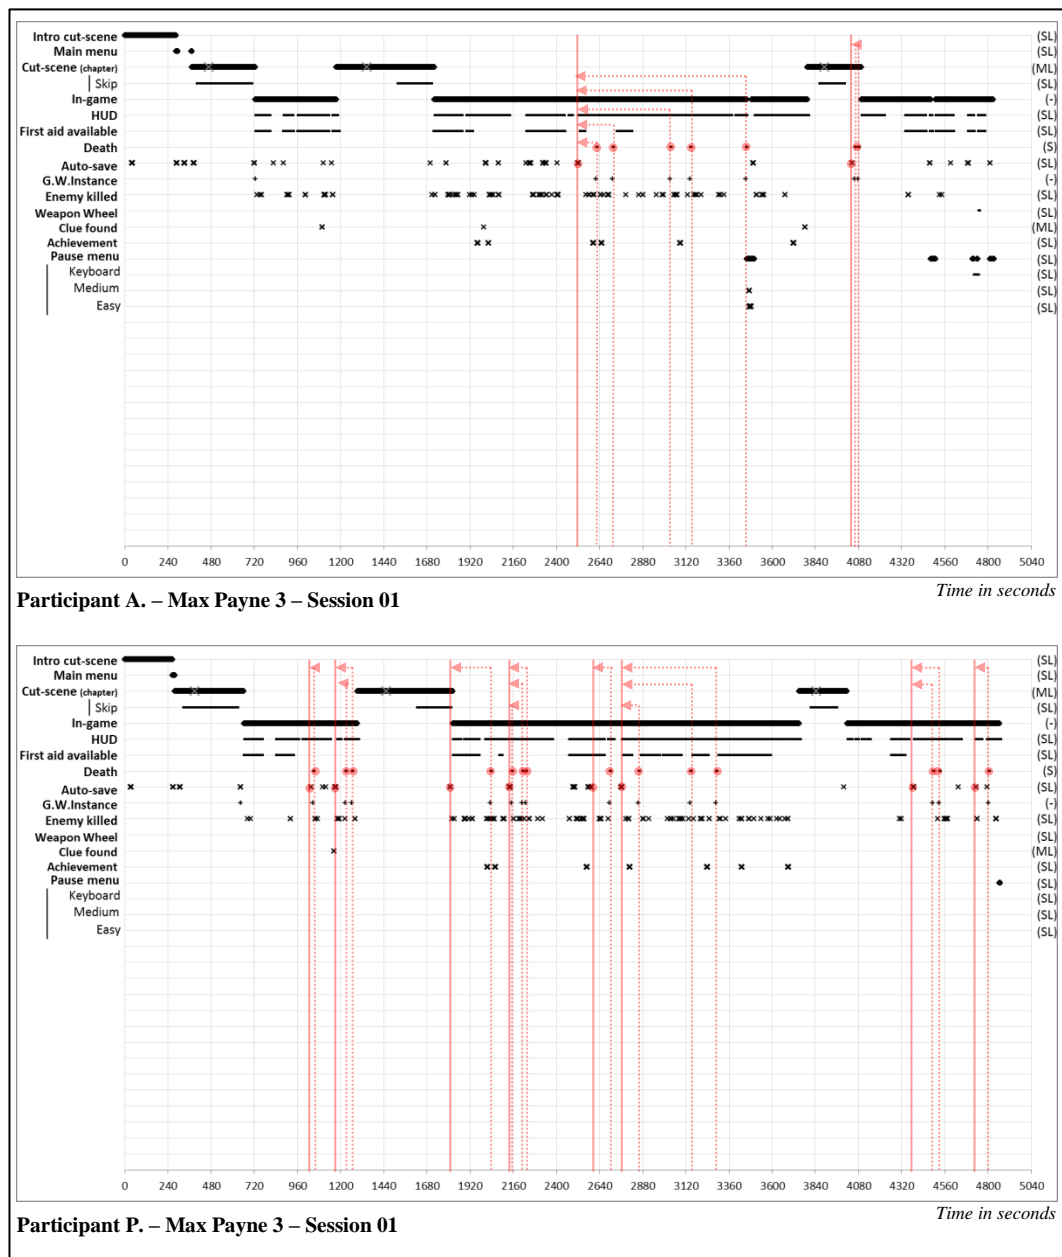 Intro cut-scene (SL)
Main menu (SL)
Cut-scene (chapter) (ML)
Skip (SL)
In-game (-)
HUD (SL)
First aid available (SL)
Death (S)
Auto-save (SL)
G.W.Instance (-)
Enemy killed (SL)
Weapon Wheel (SL)
Clue found (ML)
Achievement (SL)
Pause menu (SL)
Keyboard (SL)
Medium (SL)
Easy (SL)
0 240 480 720 960 1200 1440 1680 1920 2160 2400 2640 2880 3120 3360 3600 3840 4080 4320 4560 4800 5040
Time in seconds
Participant A. – Max Payne 3 – Session 01
Intro cut-scene (SL)
Main menu (SL)
Cut-scene (chapter) (ML)
Skip (SL)
In-game (-)
HUD (SL)
First aid available (SL)
Death (S)
Auto-save (SL)
G.W.Instance (-)
Enemy killed (SL)
Weapon Wheel (SL)
Clue found (ML)
Achievement (SL)
Pause menu (SL)
Keyboard (SL)
Medium (SL)
Easy (SL)
0 240 480 720 960 1200 1440 1680 1920 2160 2400 2640 2880 3120 3360 3600 3840 4080 4320 4560 4800 5040
Time in seconds
Participant P. – Max Payne 3 – Session 01